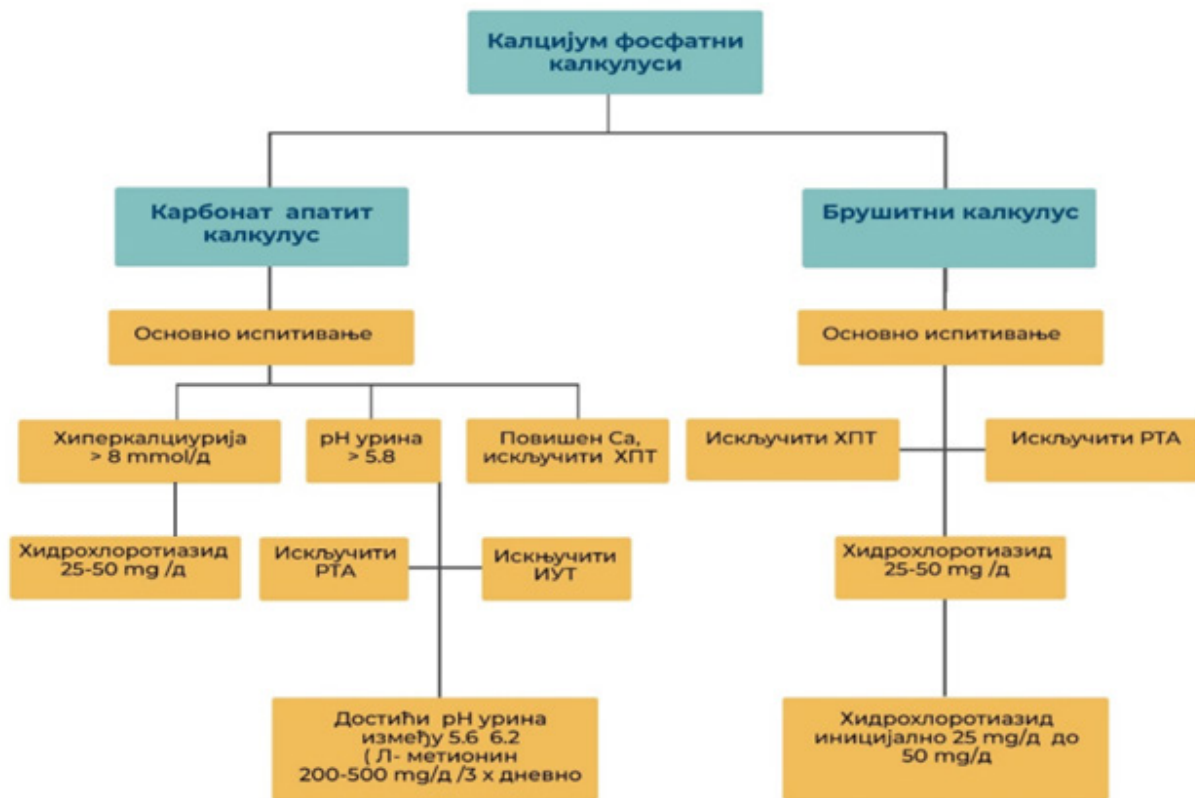 Калцијум фосфатни
калкулуси
Карбонат апатит
калкулус
Брушитни калкулус
Основно испитивање
Основно испитивање
Хиперкалциурија
> 8 mmol/д
pH урина
> 5.8
Повишен Ca,
искључити ХПТ
Искључити ХПТ
Искључити РТА
Хидрохлоротиазид
25-50 mg /д
Искључити
РТА
Искњучити
ИУТ
Хидрохлоротиазид
25-50 mg /д
Достићи pH урина
између 5.6 6.2
( Л- метионин
200-500 mg/д /3 x дневно
Хидрохлоротиазид
иницијално 25 mg/д до
50 mg/д